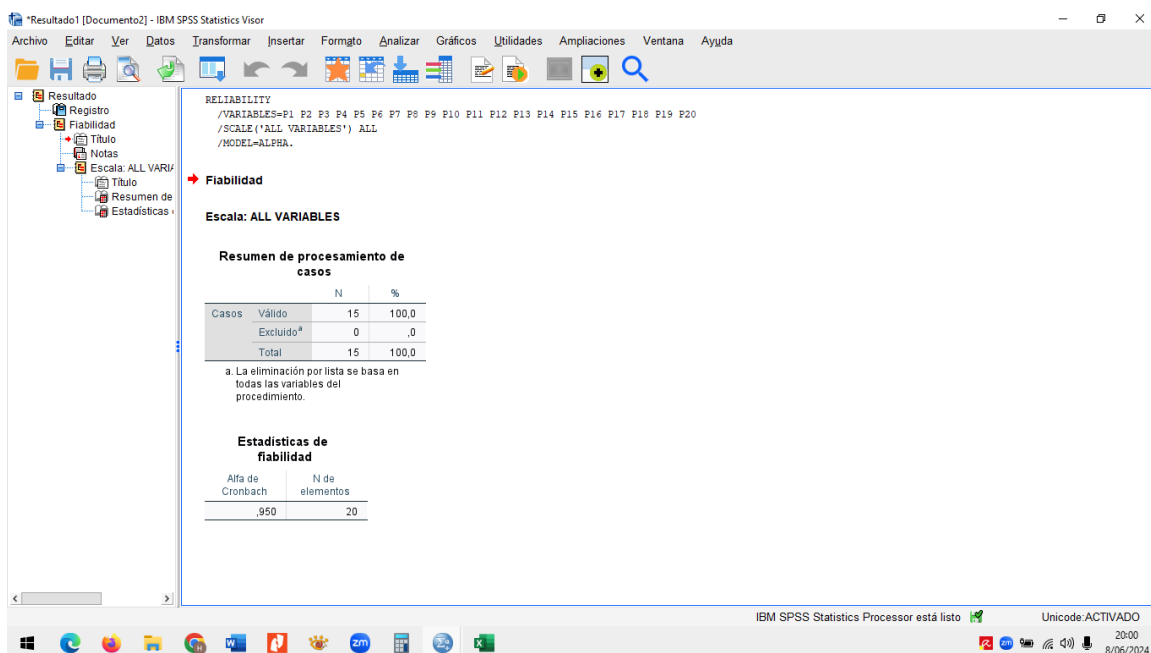 *Resultado1 [Documento2] - IBM SPSS Statistics Visor
Archivo Editar Ver Datos Transformar Insertar Formato Analizar Gráficos Utilidades Ampliaciones Ventana Ayuda
Resultado
Registro
Fiabilidad
Título
Notas
Escala: ALL VARIA
Título
Resumen de
Estadísticas
RELIABILITY
/VARIABLES=P1 P2 P3 P4 P5 P6 P7 P8 P9 P10 P11 P12 P13 P14 P15 P16 P17 P18 P19 P20
/SCALE('ALL VARIABLES') ALL
/MODEL=ALPHA.
Fiabilidad
Escala: ALL VARIABLES
Resumen de procesamiento de
casos
N %
Casos Válido 15 100,0
Excluido^a 0 ,0
Total 15 100,0
a. La eliminación por lista se basa en
todas las variables del
procedimiento.
Estadísticas de
fiabilidad
Alfa de N de
Cronbach elementos
,950 20
IBM SPSS Statistics Processor está listo Unicode:ACTIVADO
zm zm 20:00
8/06/2024